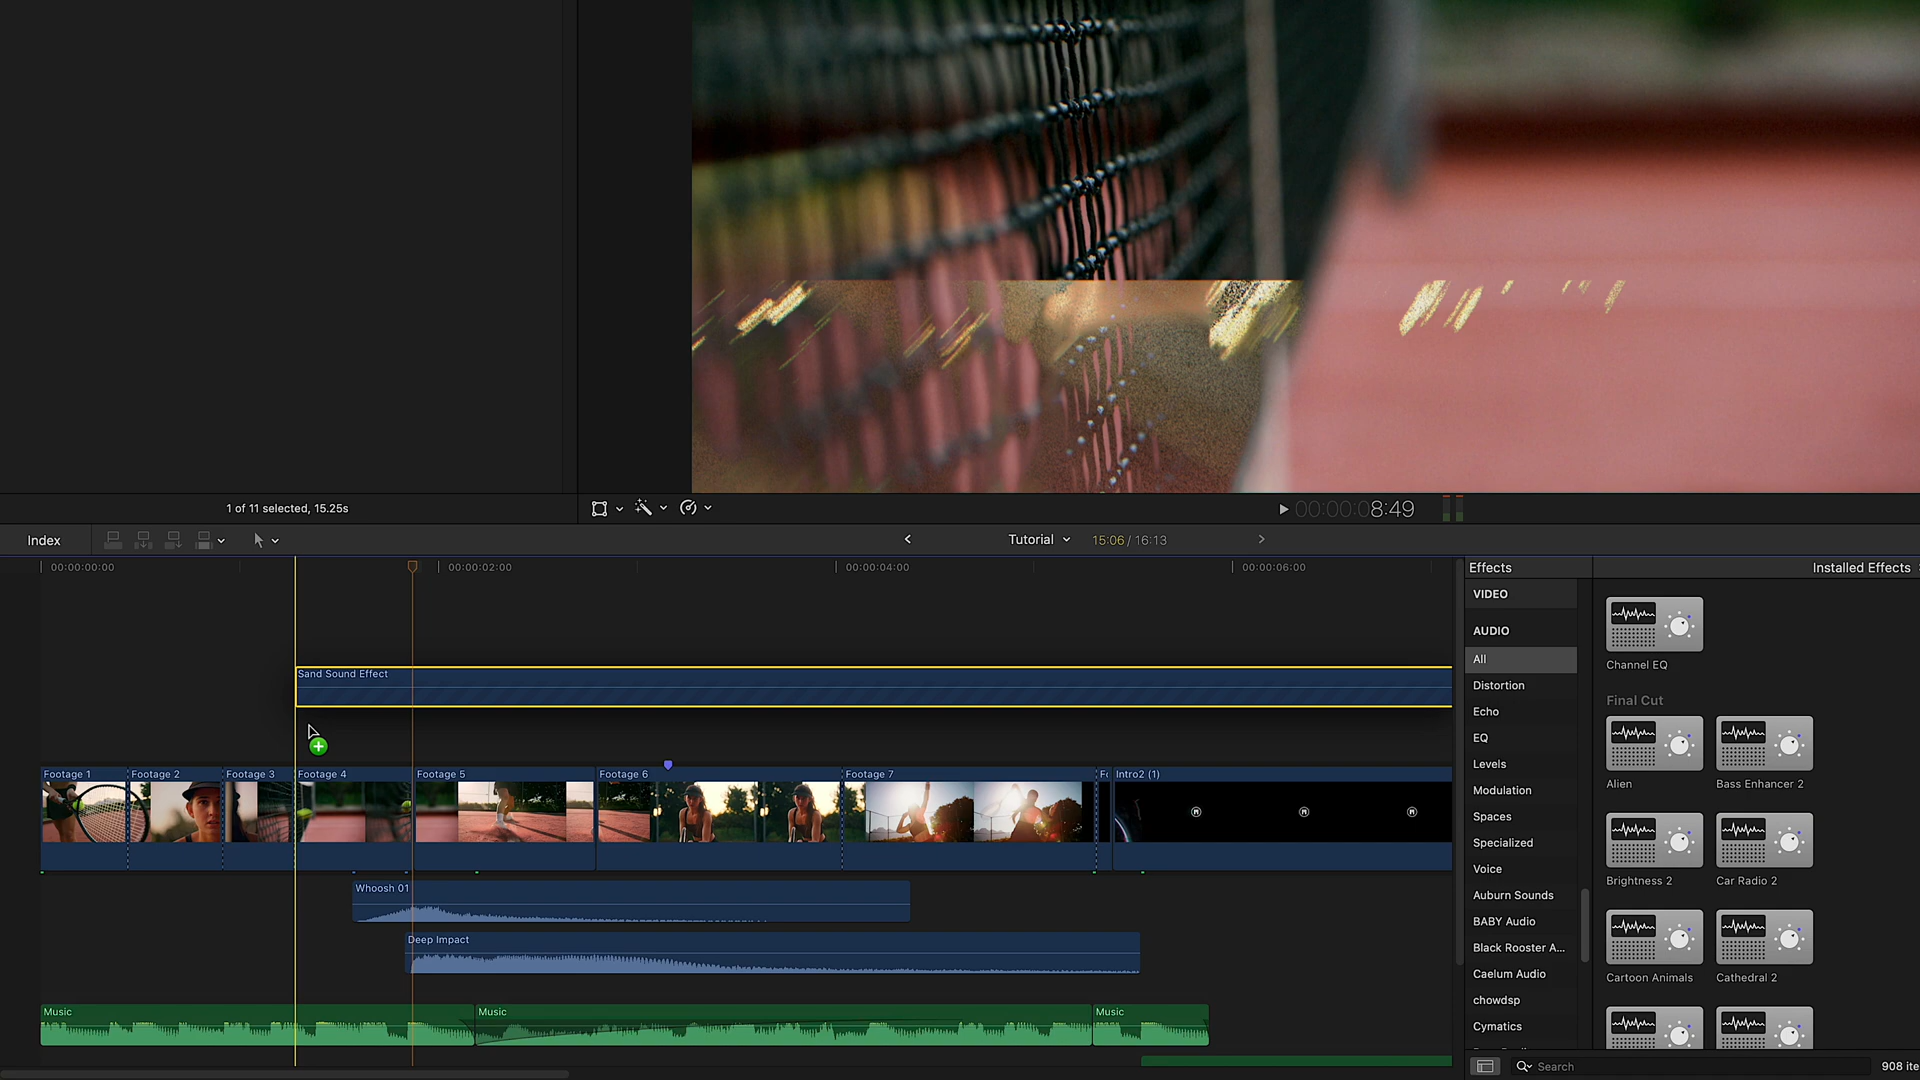 1 of 11 selected, 15.25s
00:00:00:08:49
Index
Tutorial
15:06 / 16:13
00:00:00:00
00:00:02:00
00:00:04:00
00:00:06:00
Sand Sound Effect
Footage 1
Footage 2
Footage 3
Footage 4
Footage 5
Footage 6
Footage 7
Fo
Intro2 (1)
Whoosh 01
Deep Impact
Music
Music
Music
Effects
Installed Effects
VIDEO
AUDIO
All
Distortion
Echo
EQ
Levels
Modulation
Spaces
Specialized
Voice
Auburn Sounds
BABY Audio
Black Rooster A...
Caelum Audio
chowdsp
Cymatics
Channel EQ
Final Cut
Alien
Bass Enhancer 2
Brightness 2
Car Radio 2
Cartoon Animals
Cathedral 2
Search
908 ite